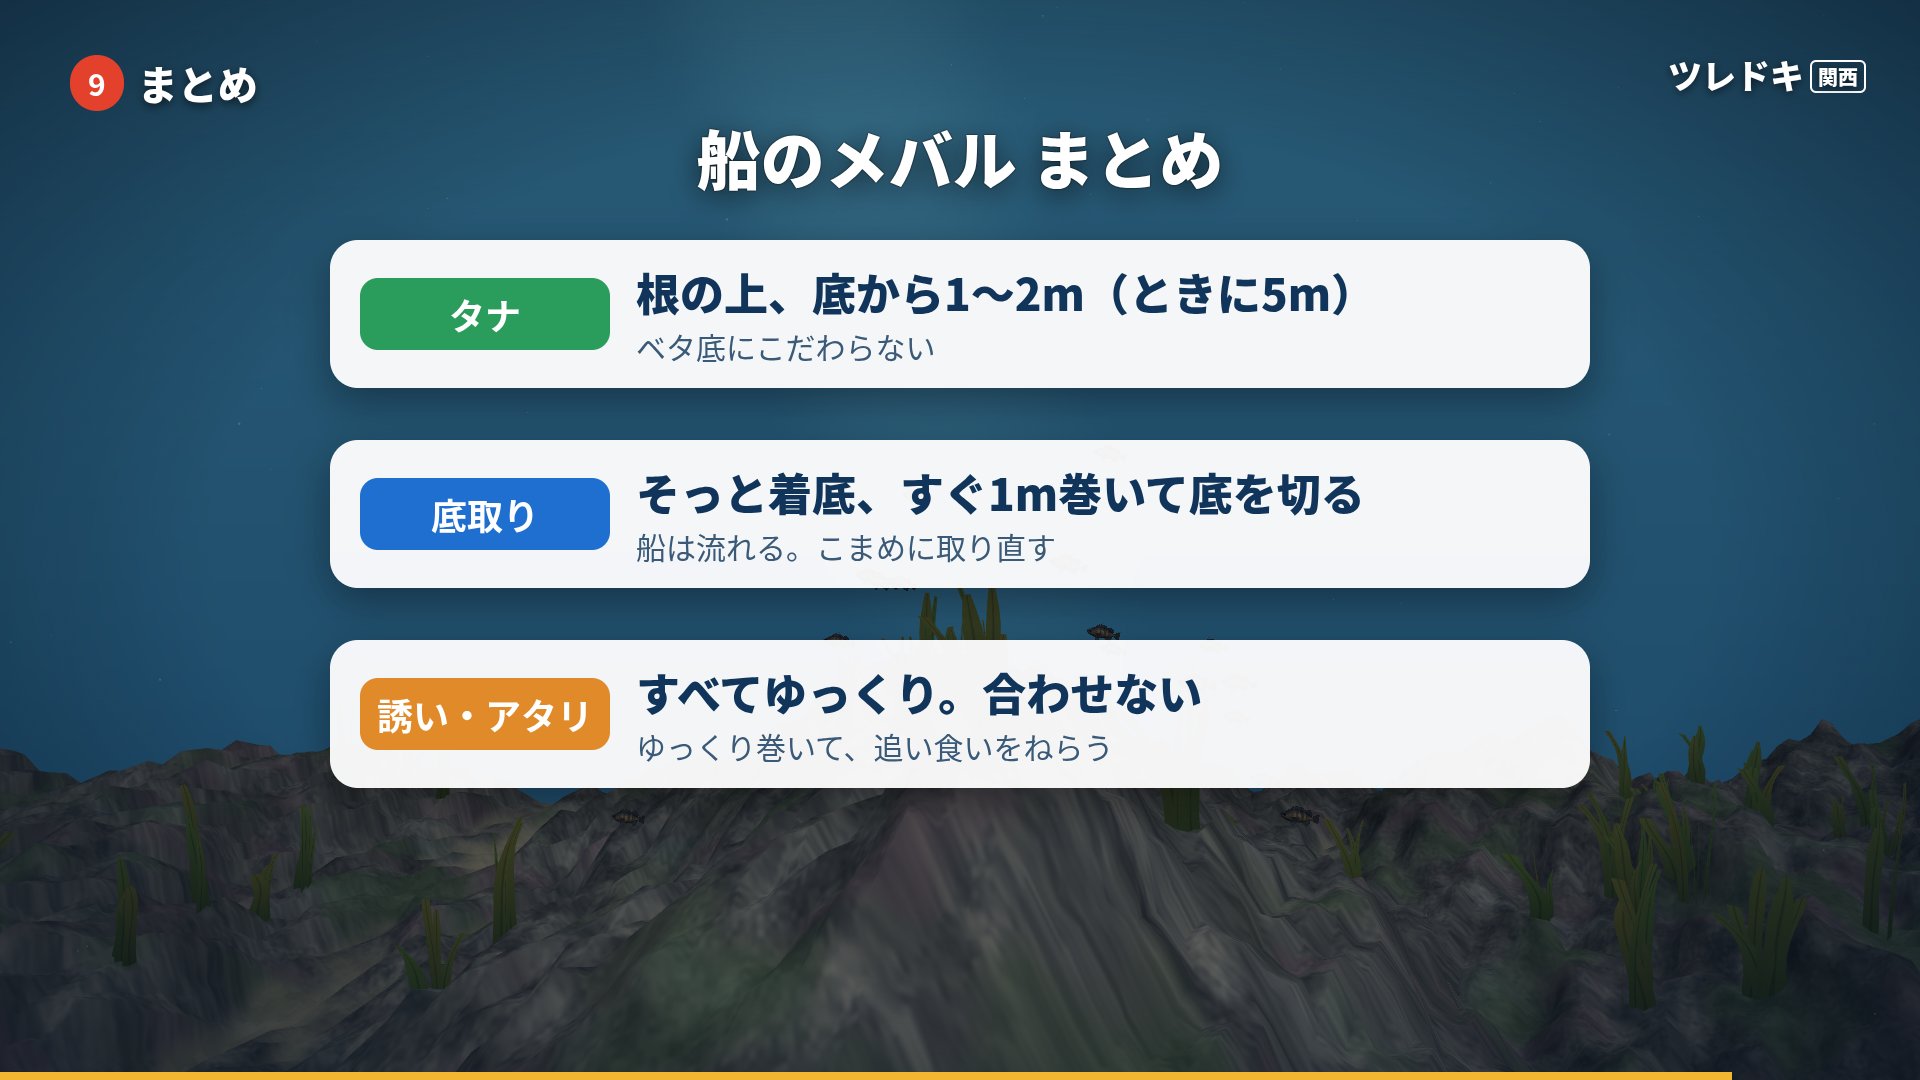 9 まとめ
ツレドキ 関西
船のメバル まとめ
タナ
根の上、底から1〜2m（ときに5m）
ベタ底にこだわらない
底取り
そっと着底、すぐ1m巻いて底を切る
船は流れる。こまめに取り直す
誘い・アタリ
すべてゆっくり。合わせない
ゆっくり巻いて、追い食いをねらう